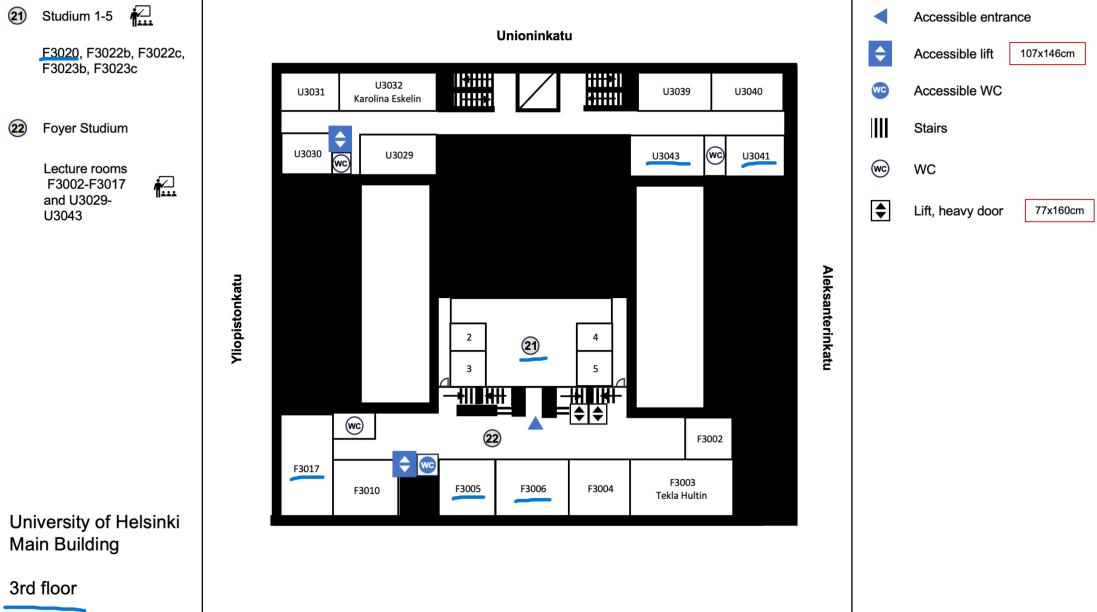 21 Studium 1-5
F3020, F3022b, F3022c,
F3023b, F3023c
22 Foyer Studium
Lecture rooms
F3002-F3017
and U3029-
U3043
University of Helsinki
Main Building
3rd floor
Unioninkatu
U3031
U3032
Karolina Eskelin
U3039
U3040
U3030
WC
U3029
U3043
WC
U3041
Yliopistonkatu
Aleksanterinkatu
2
4
21
3
5
WC
22
F3002
F3017
WC
F3010
F3005
F3006
F3004
F3003
Tekla Hultin
Accessible entrance
Accessible lift 107x146cm
WC Accessible WC
Stairs
WC WC
Lift, heavy door 77x160cm